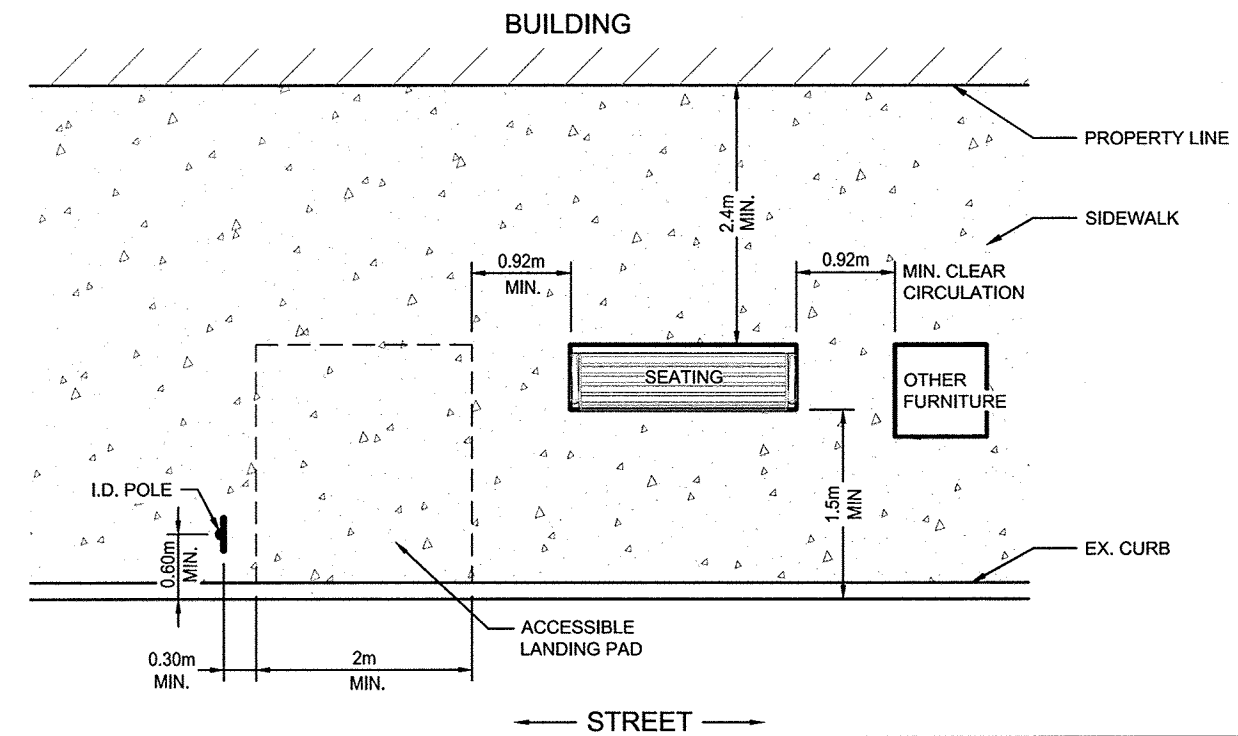 BUILDING
PROPERTY LINE
2.4m
MIN.
SIDEWALK
0.92m
MIN.
0.92m
MIN. CLEAR
CIRCULATION
SEATING
OTHER
FURNITURE
I.D. POLE
0.60m
MIN.
1.5m
MIN
EX. CURB
ACCESSIBLE
LANDING PAD
0.30m
MIN.
2m
MIN.
STREET